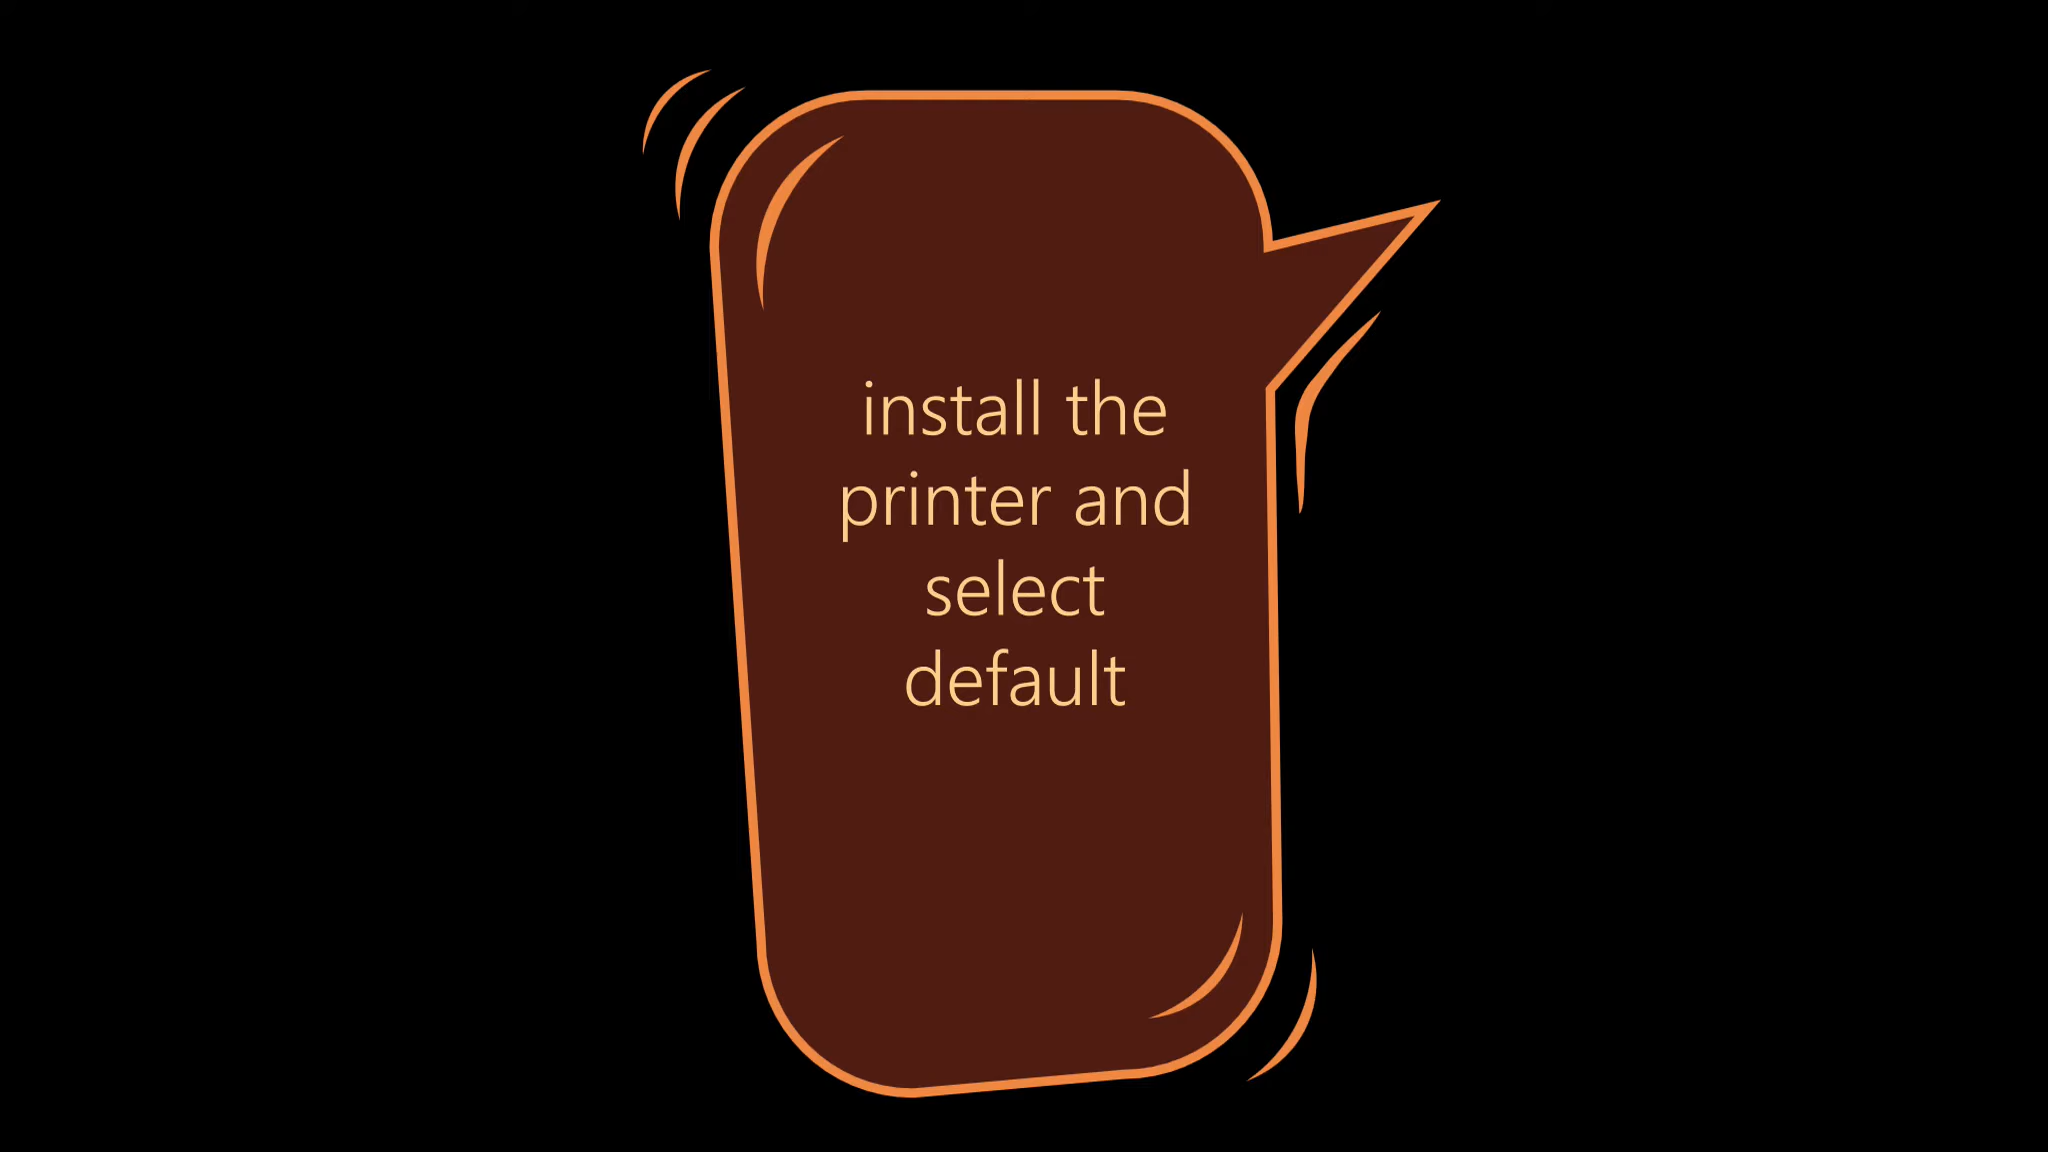 install the
printer and
select
default